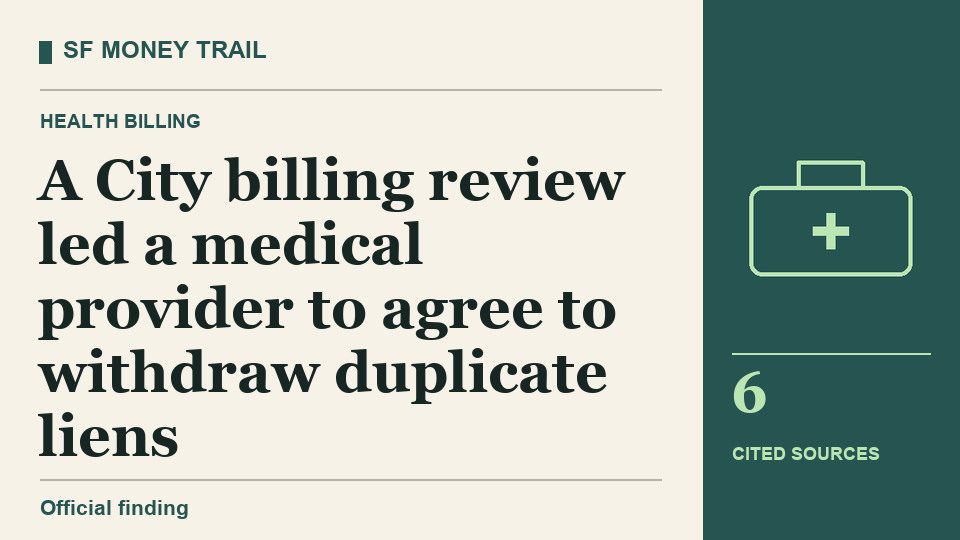 SF MONEY TRAIL
HEALTH BILLING
A City billing review
led a medical
provider to agree to
withdraw duplicate
liens
Official finding
6
CITED SOURCES